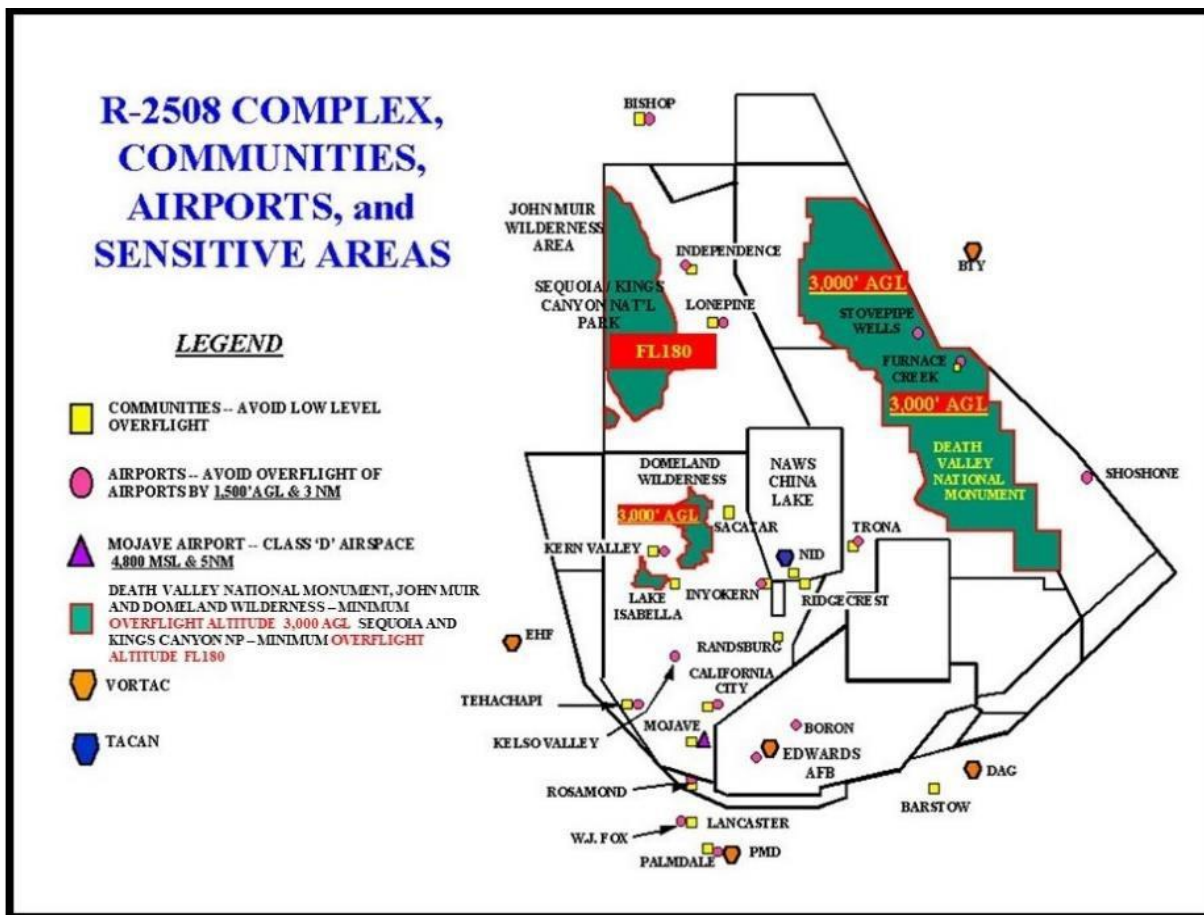 R-2508 COMPLEX,
COMMUNITIES,
AIRPORTS, and
SENSITIVE AREAS
LEGEND
COMMUNITIES -- AVOID LOW LEVEL
OVERFLIGHT
AIRPORTS -- AVOID OVERFLIGHT OF
AIRPORTS BY 1,500' AGL & 3 NM
MOJAVE AIRPORT -- CLASS 'D' AIRSPACE
4,800 MSL & 5NM
DEATH VALLEY NATIONAL MONUMENT, JOHN MUIR
AND DOMELAND WILDERNESS – MINIMUM
OVERFLIGHT ALTITUDE 3,000 AGL SEQUOIA AND
KINGS CANYON NP – MINIMUM OVERFLIGHT
ALTITUDE FL180
VORTAC
TACAN
BISHOP
JOHN MUIR
WILDERNESS
AREA
INDEPENDENCE
SEQUOIA / KINGS
CANYON NAT'L
PARK
LONEPINE
FL180
BTY
3,000' AGL
STOVEPIPE
WELLS
FURNACE
CREEK
3,000' AGL
DEATH
VALLEY
NATIONAL
MONUMENT
SHOSHONE
DOMELAND
WILDERNESS
NAWS
CHINA
LAKE
3,000' AGL
SACATAR
TRONA
KERN VALLEY
NID
LAKE
ISABELLA
INYOKERN
RIDGECREST
EHF
RANDSBURG
CALIFORNIA
CITY
TEHACHAPI
MOJAVE
KELSO VALLEY
BORON
EDWARDS
AFB
DAG
ROSAMOND
BARSTOW
LANCASTER
W.J. FOX
PALMDALE
PMD